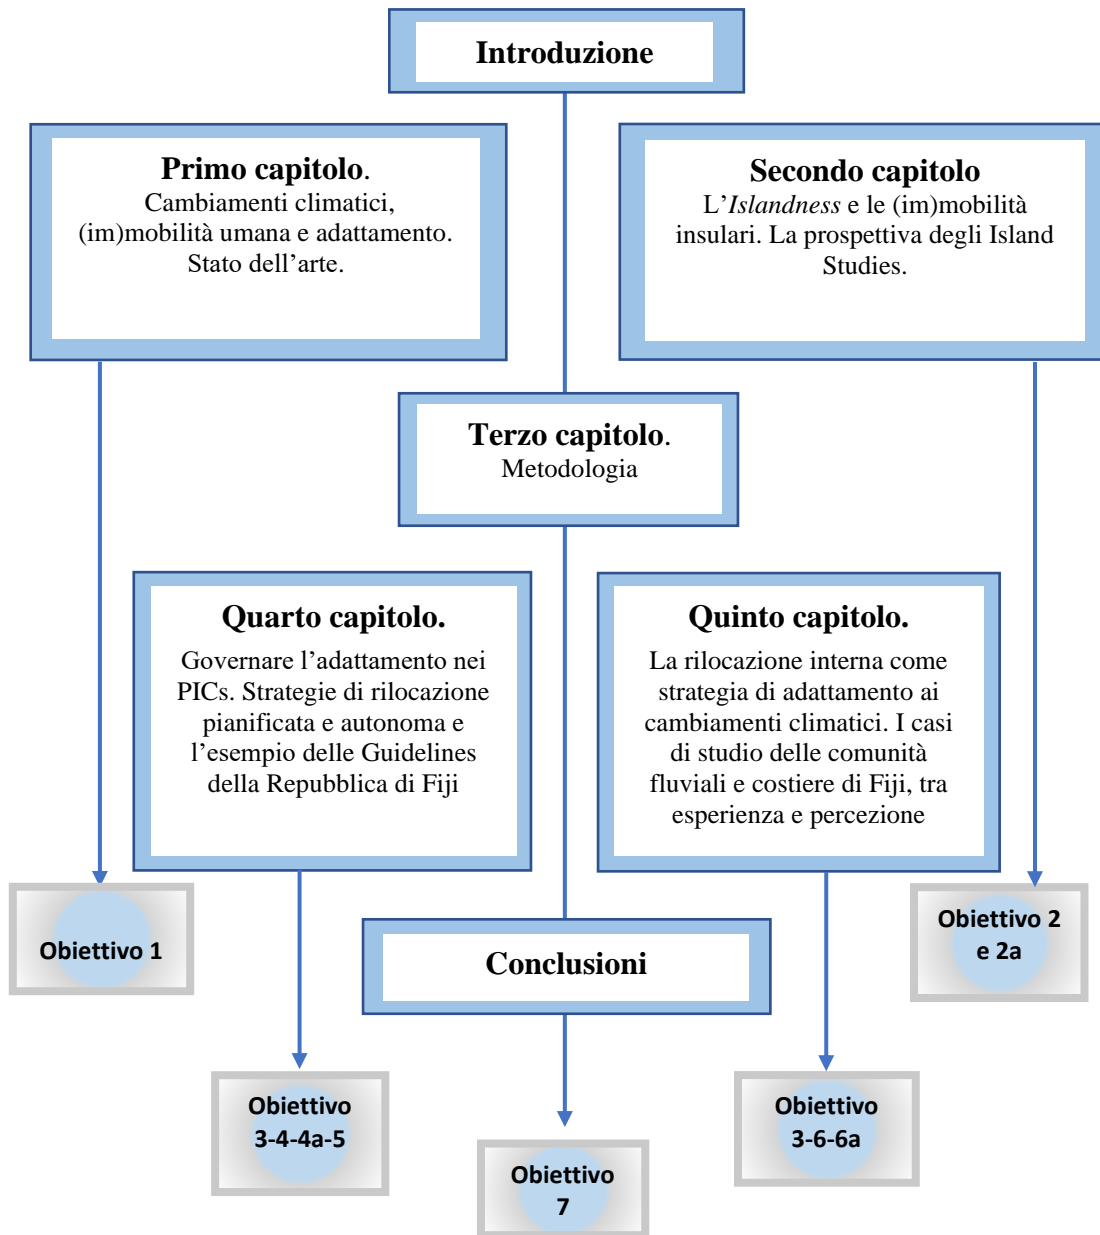 Introduzione
Primo capitolo.
Cambiamenti climatici,
(im)mobilità umana e adattamento.
Stato dell’arte.
Secondo capitolo
L’Islandness e le (im)mobilità
insulari. La prospettiva degli Island
Studies.
Terzo capitolo.
Metodologia
Quarto capitolo.
Governare l’adattamento nei
PICs. Strategie di rilocazione
pianificata e autonoma e
l’esempio delle Guidelines
della Repubblica di Fiji
Quinto capitolo.
La rilocazione interna come
strategia di adattamento ai
cambiamenti climatici. I casi
di studio delle comunità
fluviali e costiere di Fiji, tra
esperienza e percezione
Obiettivo 1
Obiettivo 2
e 2a
Conclusioni
Obiettivo
3-4-4a-5
Obiettivo
3-6-6a
Obiettivo
7